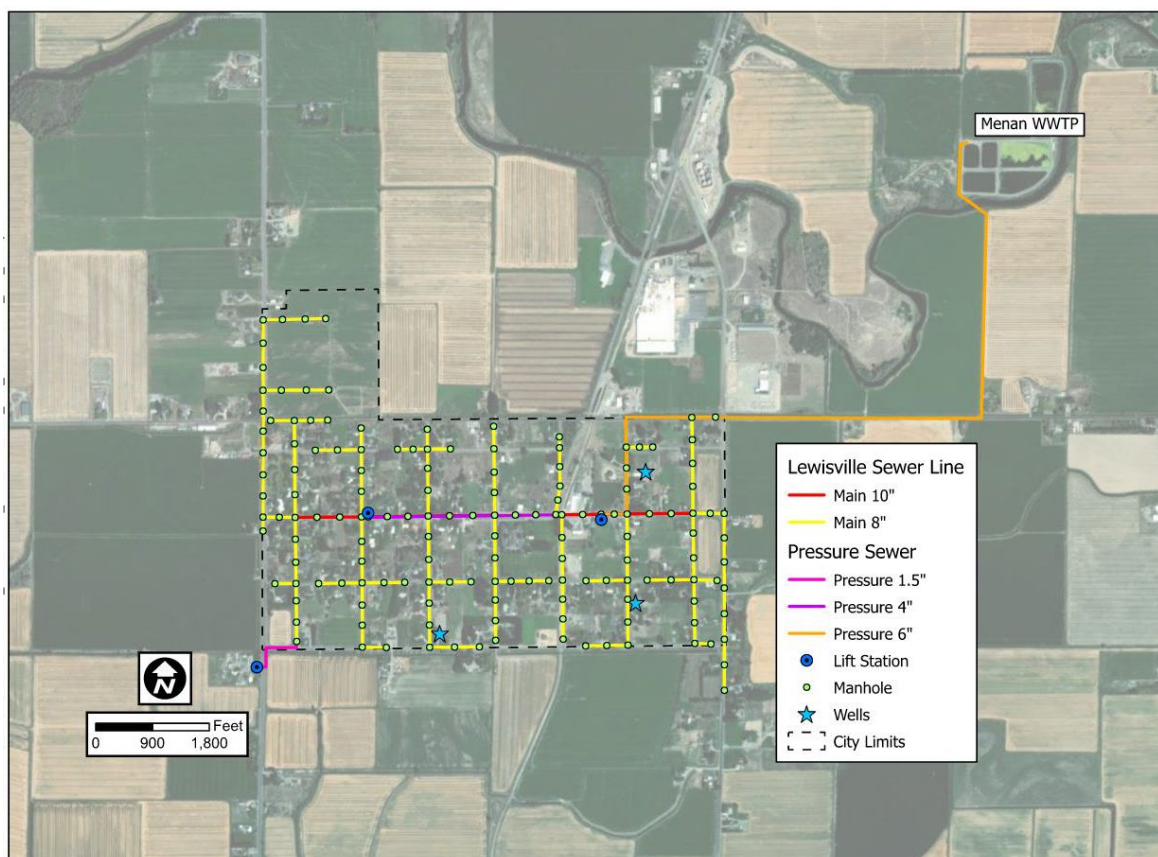 Menan WWTP
Lewisville Sewer Line
Main 10"
Main 8"
Pressure Sewer
Pressure 1.5"
Pressure 4"
Pressure 6"
Lift Station
Manhole
Wells
City Limits
N
Feet
0 900 1,800